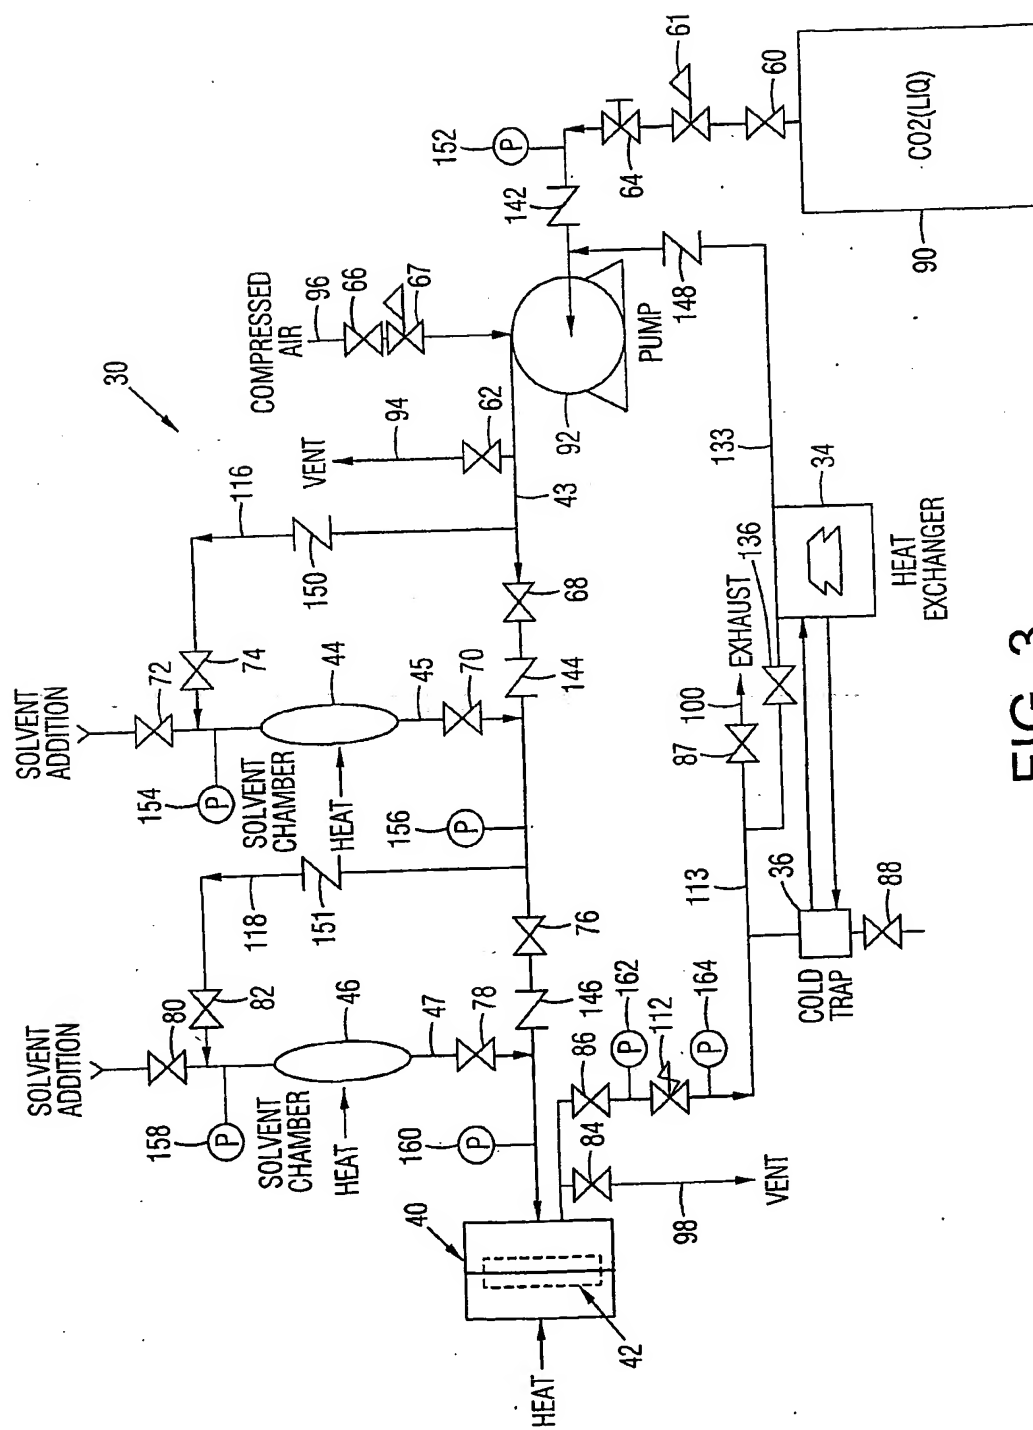 30
COMPRESSED
AIR
96
66
67
VENT
94
62
116
150
43
92
PUMP
152
P
142
148
64
61
60
CO2(LIQ)
90
SOLVENT
ADDITION
72
74
154
P
SOLVENT
CHAMBER
44
HEAT
45
70
68
144
156
P
118
151
76
SOLVENT
ADDITION
80
82
158
P
SOLVENT
CHAMBER
46
HEAT
47
78
146
160
P
40
42
HEAT
84
98
VENT
86
162
P
112
164
P
113
87
100
EXHAUST
136
133
34
HEAT
EXCHANGER
36
COLD
TRAP
88
FIG. 3